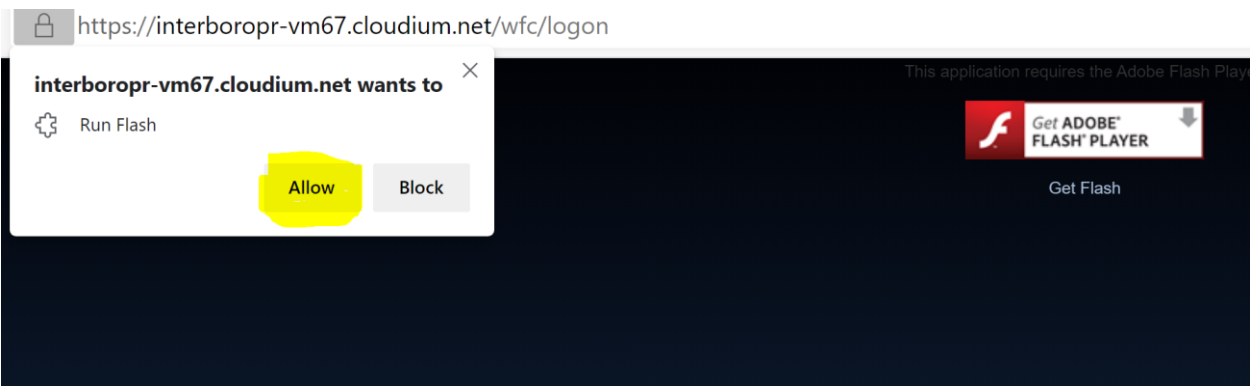 https://interboropr-vm67.cloudium.net/wfc/logon
interboropr-vm67.cloudium.net wants to
Run Flash
Allow
Block
This application requires the Adobe Flash
Get ADOBE®
FLASH® PLAYER
Get Flash